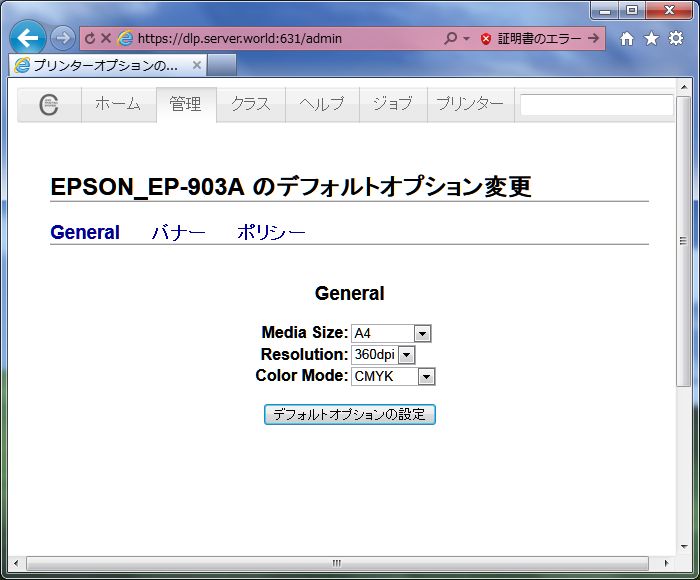 https://dlp.server.world:631/admin
証明書のエラー
プリンターオプションの...
ホーム
管理
クラス
ヘルプ
ジョブ
プリンター
EPSON_EP-903A のデフォルトオプション変更
General バナー ポリシー
General
Media Size: A4
Resolution: 360dpi
Color Mode: CMYK
デフォルトオプションの設定